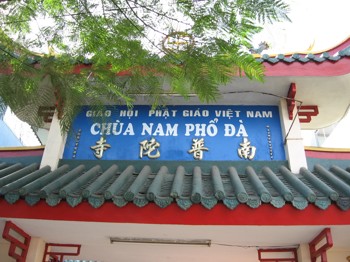 GIÁO HỘI PHẬT GIÁO VIỆT NAM
CHÙA NAM PHỔ ĐÀ
寺陀普南